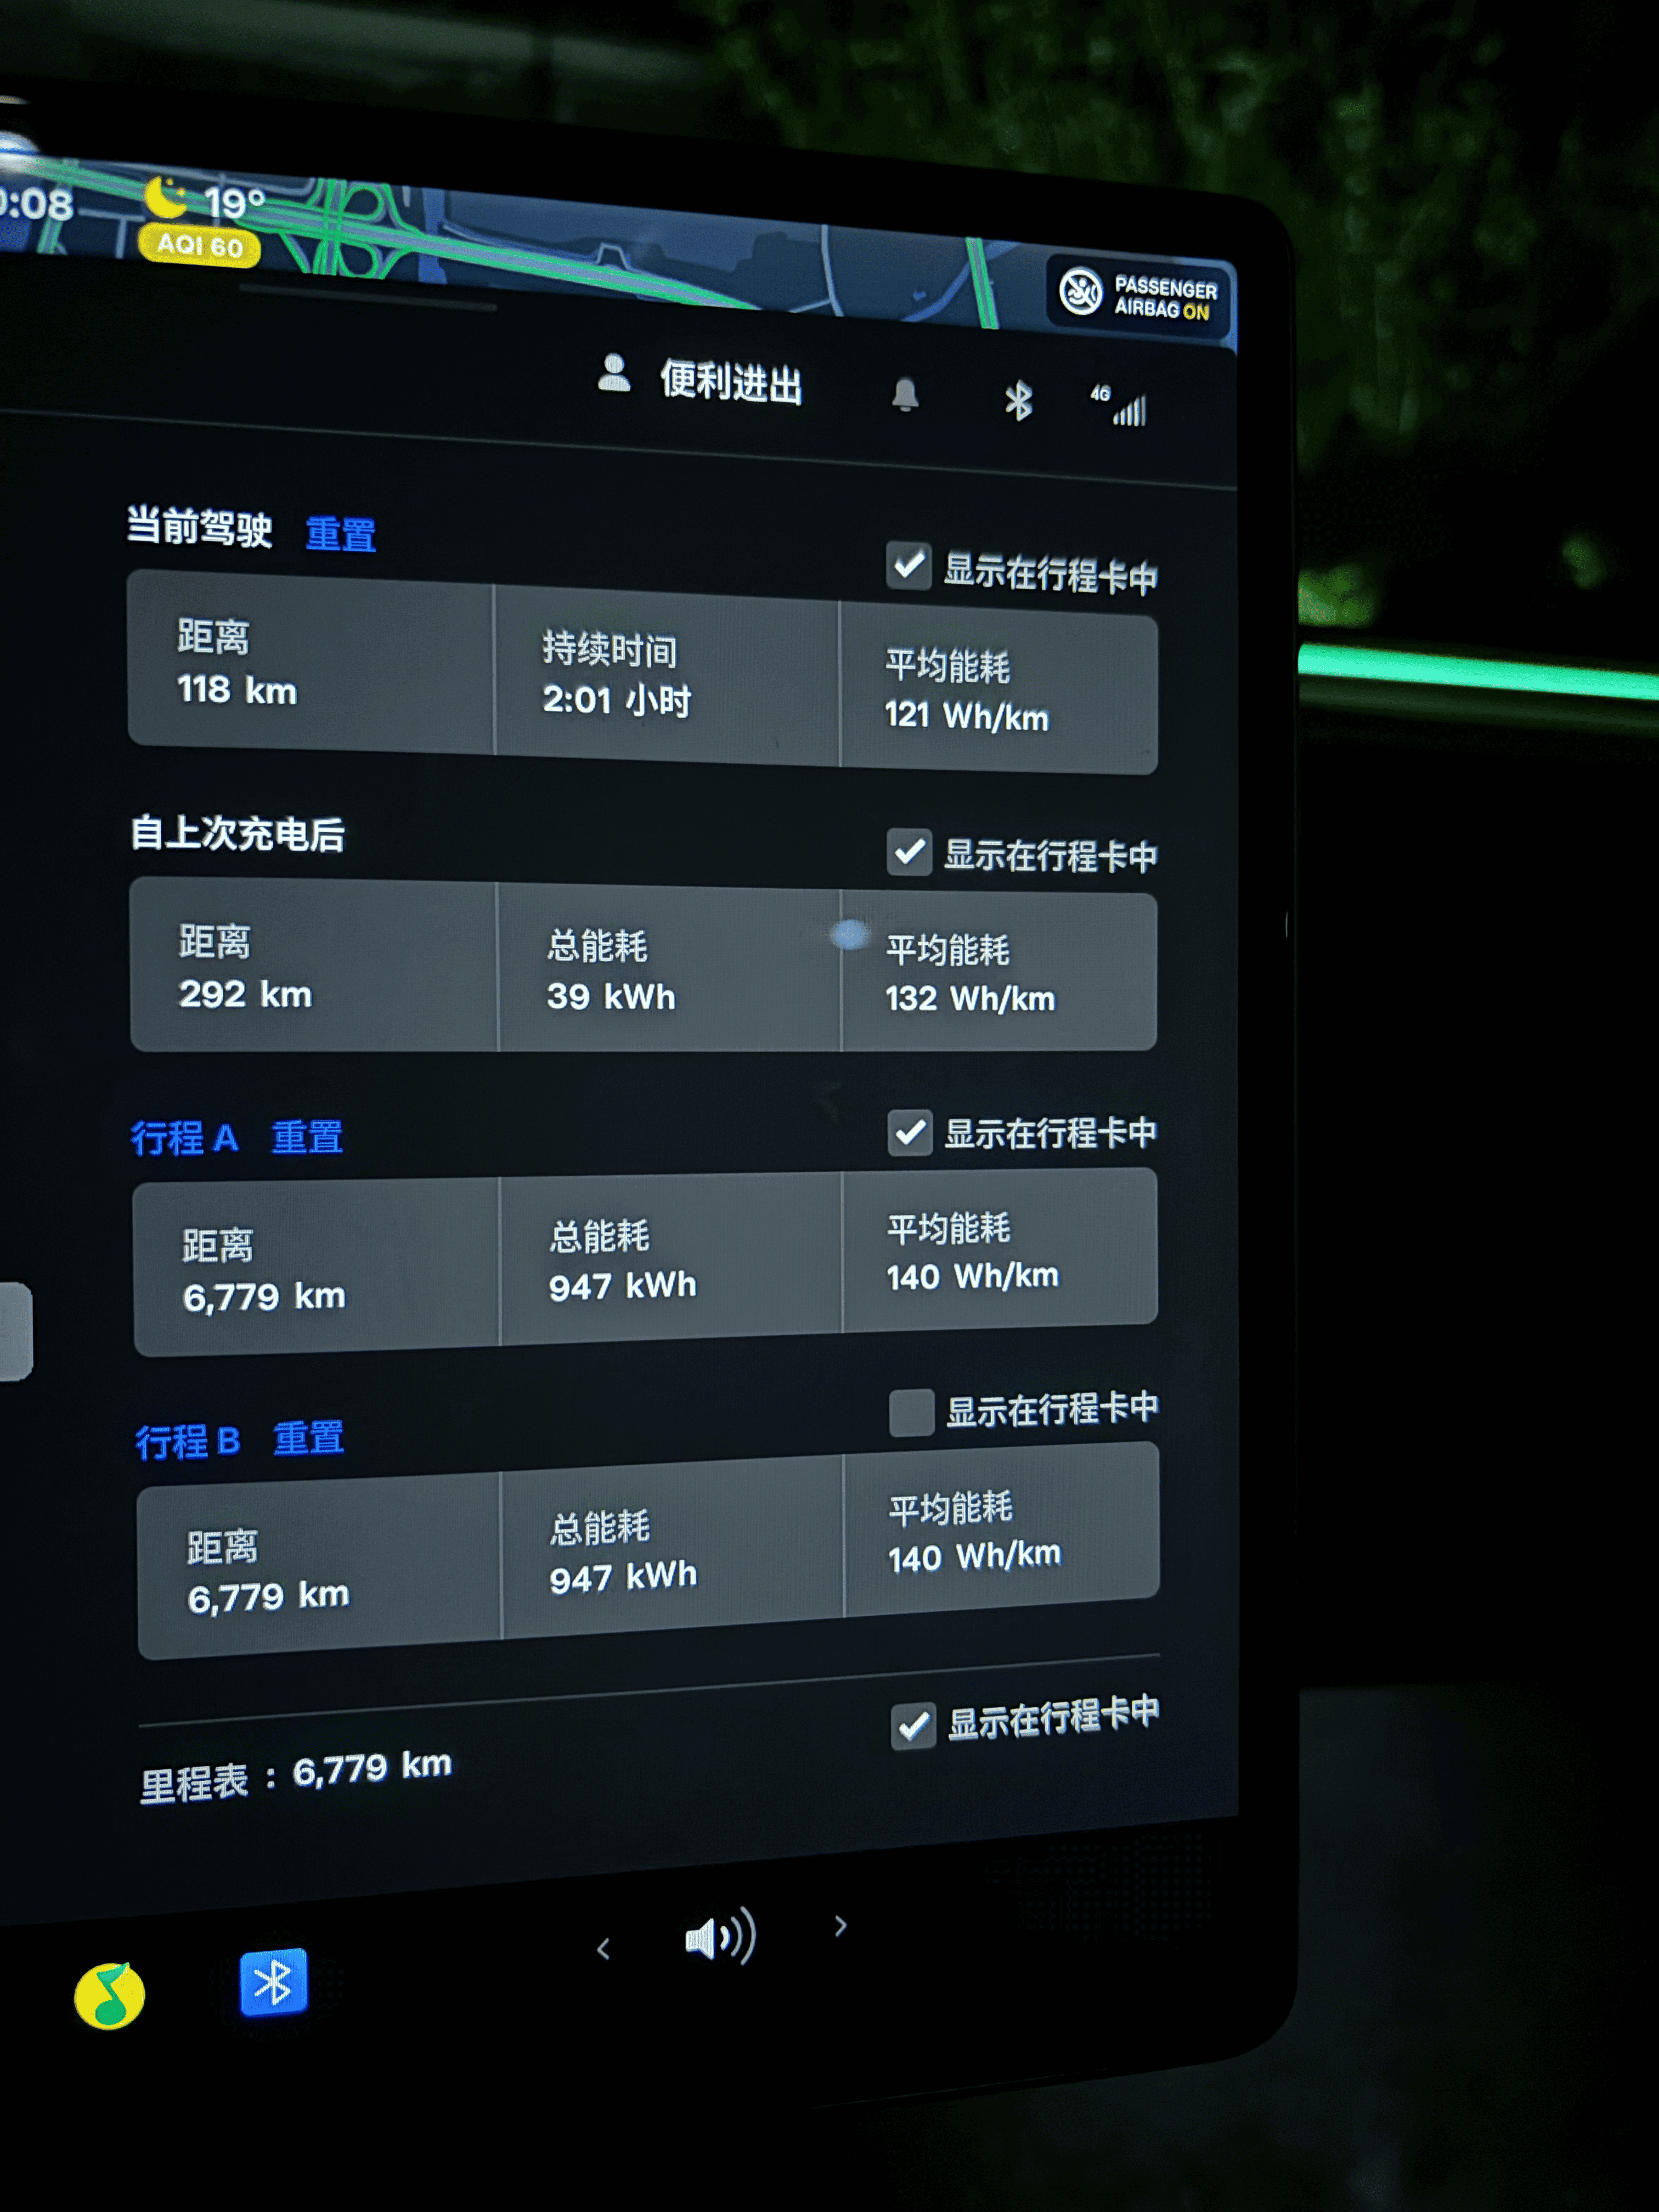 :08
19°
AQI 60
PASSENGER
AIRBAG ON
便利进出
4G
当前驾驶 重置
显示在行程卡中
距离
118 km
持续时间
2:01 小时
平均能耗
121 Wh/km
自上次充电后
显示在行程卡中
距离
292 km
总能耗
39 kWh
平均能耗
132 Wh/km
行程 A 重置
显示在行程卡中
距离
6,779 km
总能耗
947 kWh
平均能耗
140 Wh/km
行程 B 重置
显示在行程卡中
距离
6,779 km
总能耗
947 kWh
平均能耗
140 Wh/km
里程表：6,779 km
显示在行程卡中